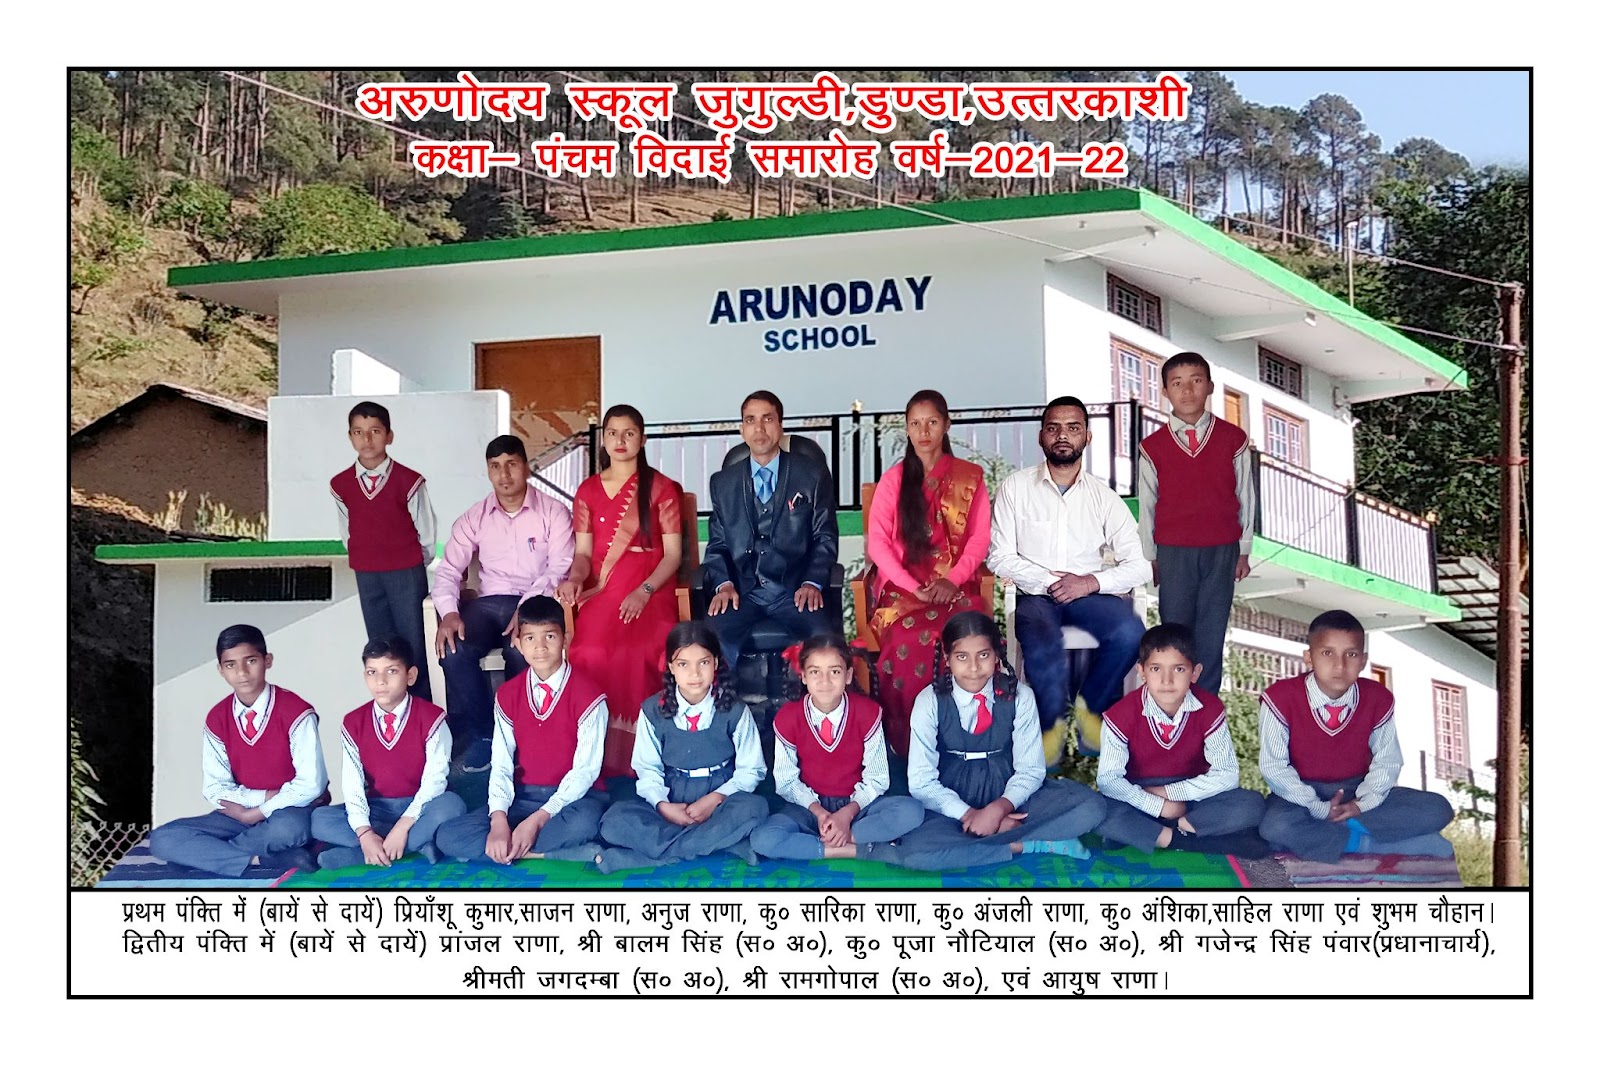 अरुणोदय स्कूल जुगुल्डी,डुण्डा,उत्तरकाशी
कक्षा– पंचम विदाई समारोह वर्ष–2021–22
ARUNODAY
SCHOOL
प्रथम पंक्ति में (बायें से दायें) प्रियाँशू कुमार,साजन राणा, अनुज राणा, कु० सारिका राणा, कु० अंजली राणा, कु० अंशिका,साहिल राणा एवं शुभम चौहान।
द्वितीय पंक्ति में (बायें से दायें) प्रांजल राणा, श्री बालम सिंह (स० अ०), कु० पूजा नौटियाल (स० अ०), श्री गजेन्द्र सिंह पंवार(प्रधानाचार्य),
श्रीमती जगदम्बा (स० अ०), श्री रामगोपाल (स० अ०), एवं आयुष राणा।